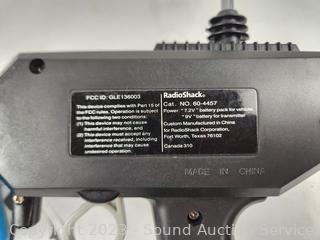 FCC ID: GLE136003
This device complies with Part 15 of
the FCC rules. Operation is subject
to the following two conditions:
(1) This device may not cause
harmful interference, and
(2) This device must accept any
interference received, including
interference that may cause
undesired operation.
RadioShack®
Cat. NO. 60-4457
Power : 7.2V⎓ battery pack for vehicle
9V⎓ battery for transmitter
Custom Manufactured in China
for RadioShack Corporation,
Fort Worth, Texas 76102
Canada 310
MADE IN CHINA
Copyright 2023 - Sound Auction Service